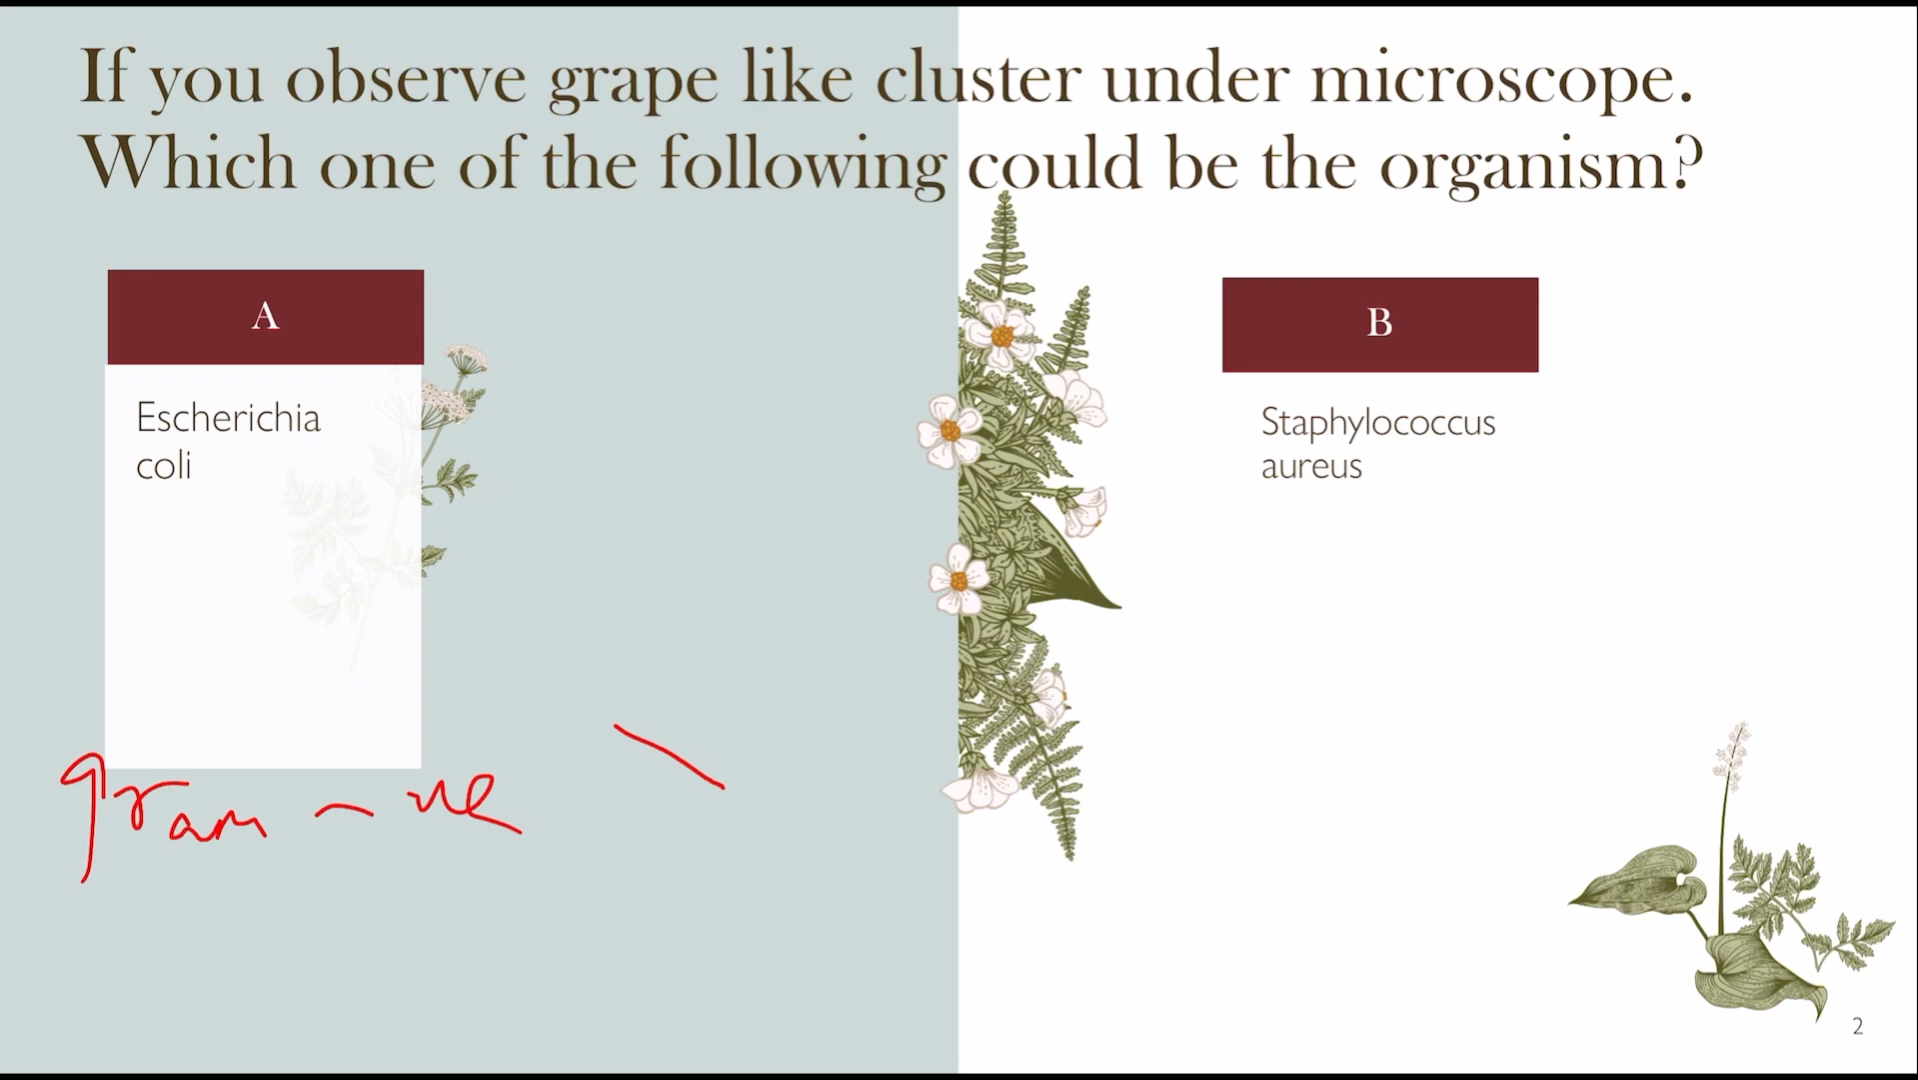 If you observe grape like cluster under microscope.
Which one of the following could be the organism?
A
Escherichia
coli
B
Staphylococcus
aureus
gram -ve
2